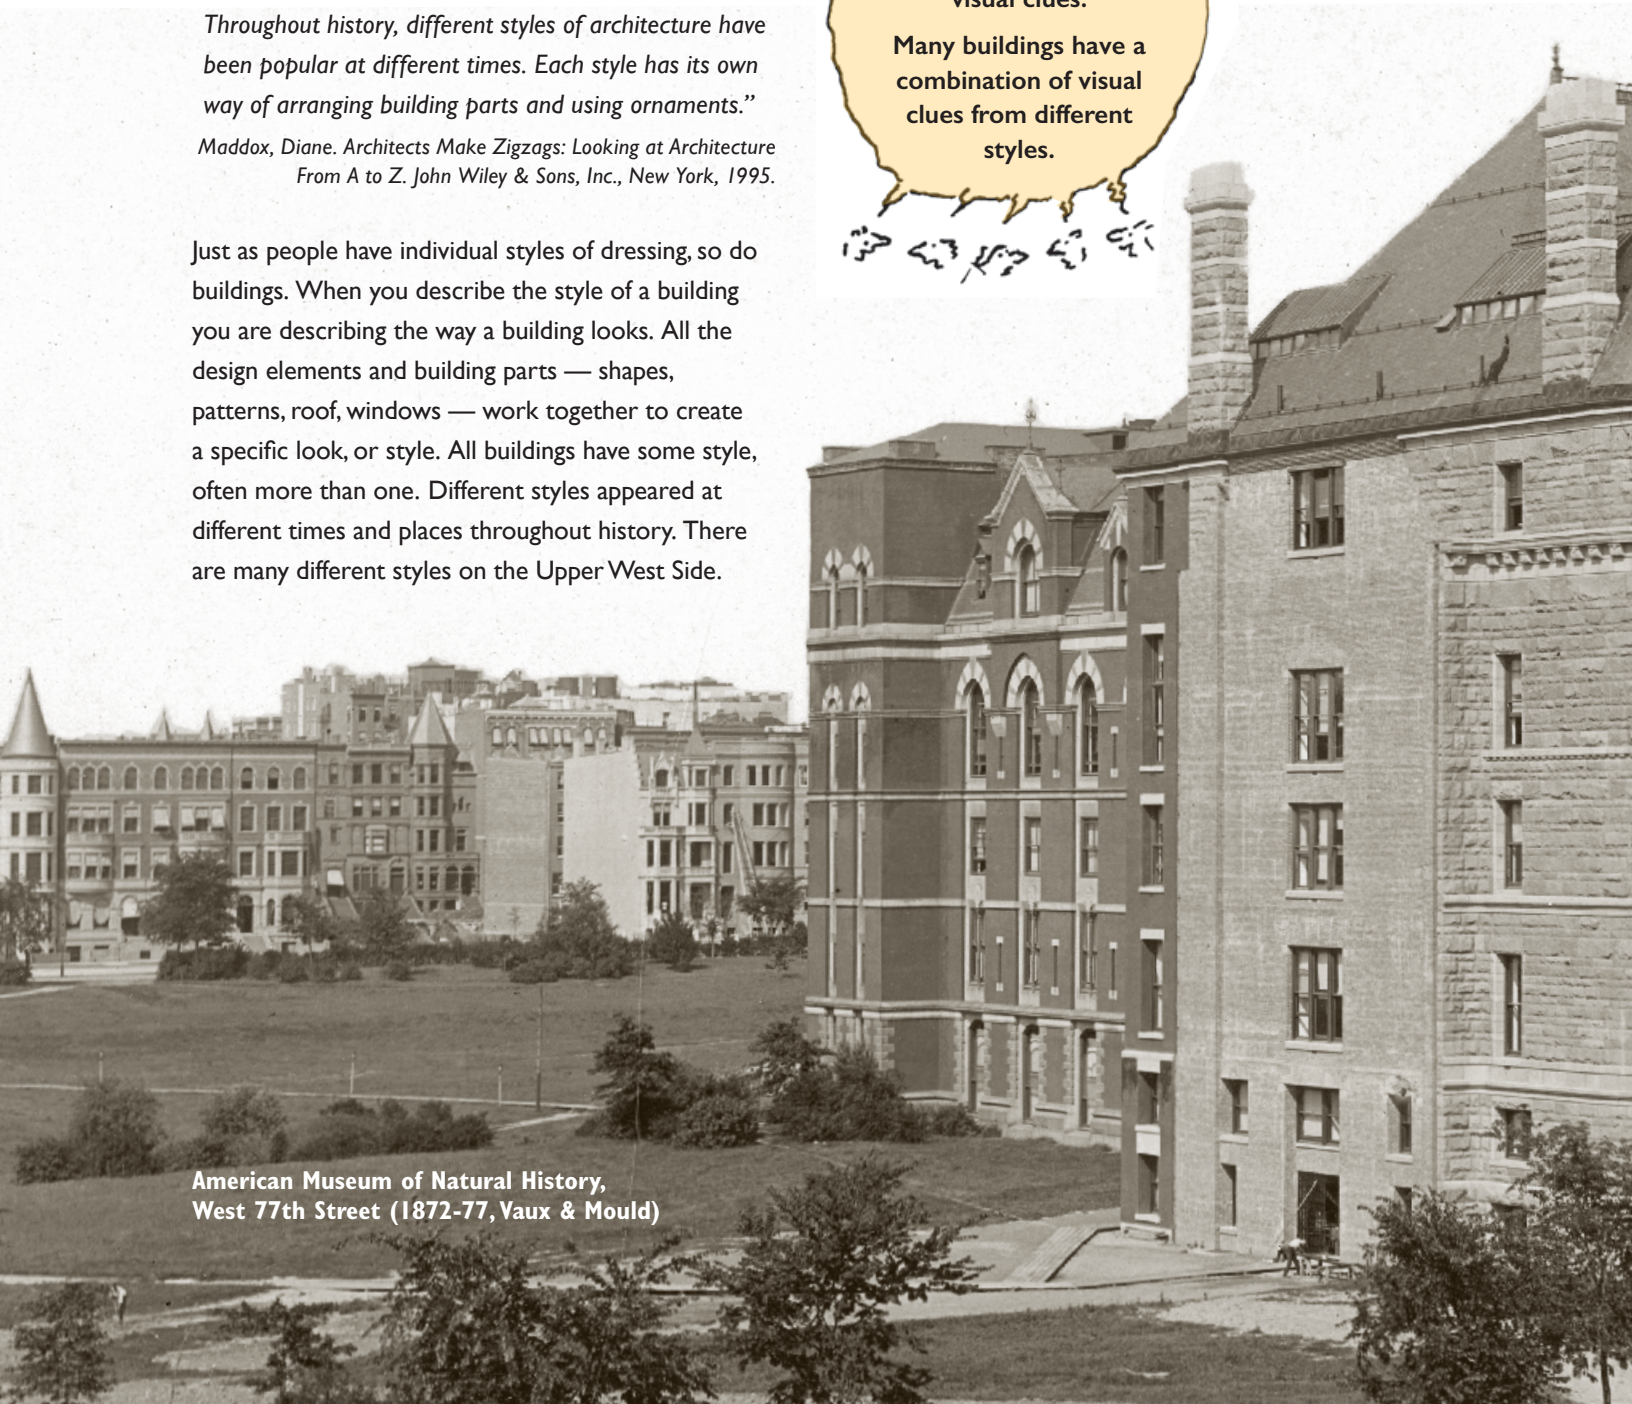 Throughout history, different styles of architecture have
been popular at different times. Each style has its own
way of arranging building parts and using ornaments.”
Maddox, Diane. Architects Make Zigzags: Looking at Architecture
From A to Z. John Wiley & Sons, Inc., New York, 1995.
visual clues.
Many buildings have a
combination of visual
clues from different
styles.
Just as people have individual styles of dressing, so do
buildings. When you describe the style of a building
you are describing the way a building looks. All the
design elements and building parts — shapes,
patterns, roof, windows — work together to create
a specific look, or style. All buildings have some style,
often more than one. Different styles appeared at
different times and places throughout history. There
are many different styles on the Upper West Side.
American Museum of Natural History,
West 77th Street (1872-77, Vaux & Mould)